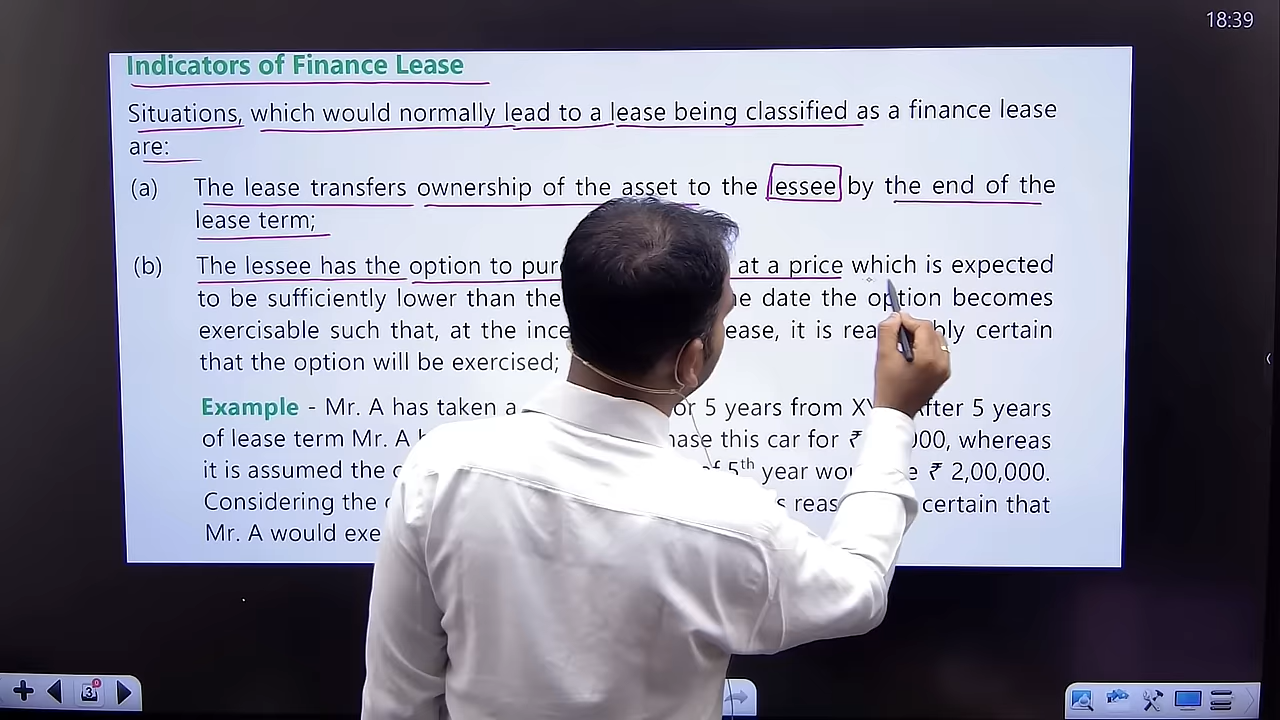 18:39
Indicators of Finance Lease
Situations, which would normally lead to a lease being classified as a finance lease
are:
(a) The lease transfers ownership of the asset to the lessee by the end of the
lease term;
(b) The lessee has the option to pur at a price which is expected
to be sufficiently lower than the date the option becomes
exercisable such that, at the ince ease, it is rea bly certain
that the option will be exercised;
Example - Mr. A has taken a or 5 years from XY fter 5 years
of lease term Mr. A hase this car for ₹ 000, whereas
it is assumed the of 5th year wou e ₹ 2,00,000.
Considering the s reas certain that
Mr. A would exe
3